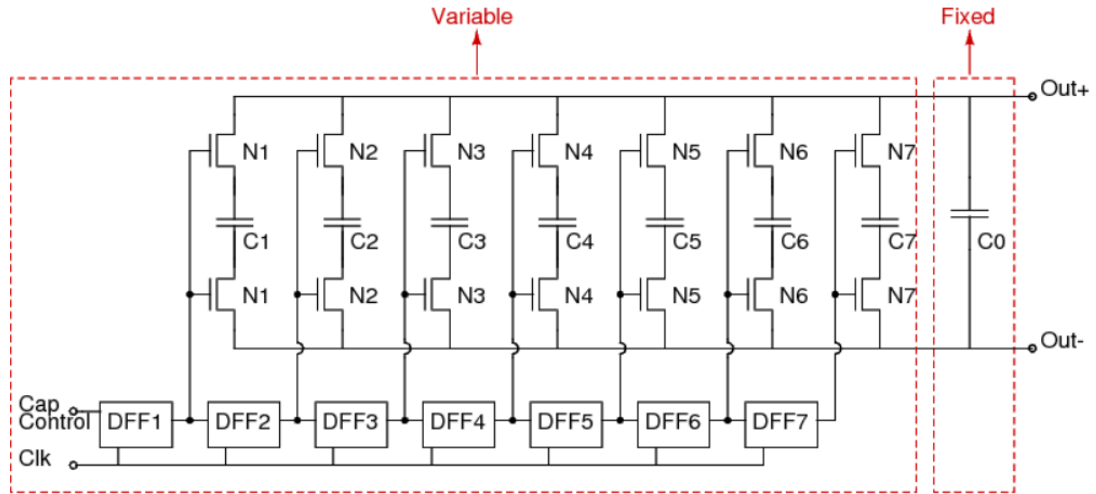 Variable Fixed
Out+
N1 N2 N3 N4 N5 N6 N7
C1 C2 C3 C4 C5 C6 C7 C0
N1 N2 N3 N4 N5 N6 N7
Out-
Cap
Control DFF1 DFF2 DFF3 DFF4 DFF5 DFF6 DFF7
Clk